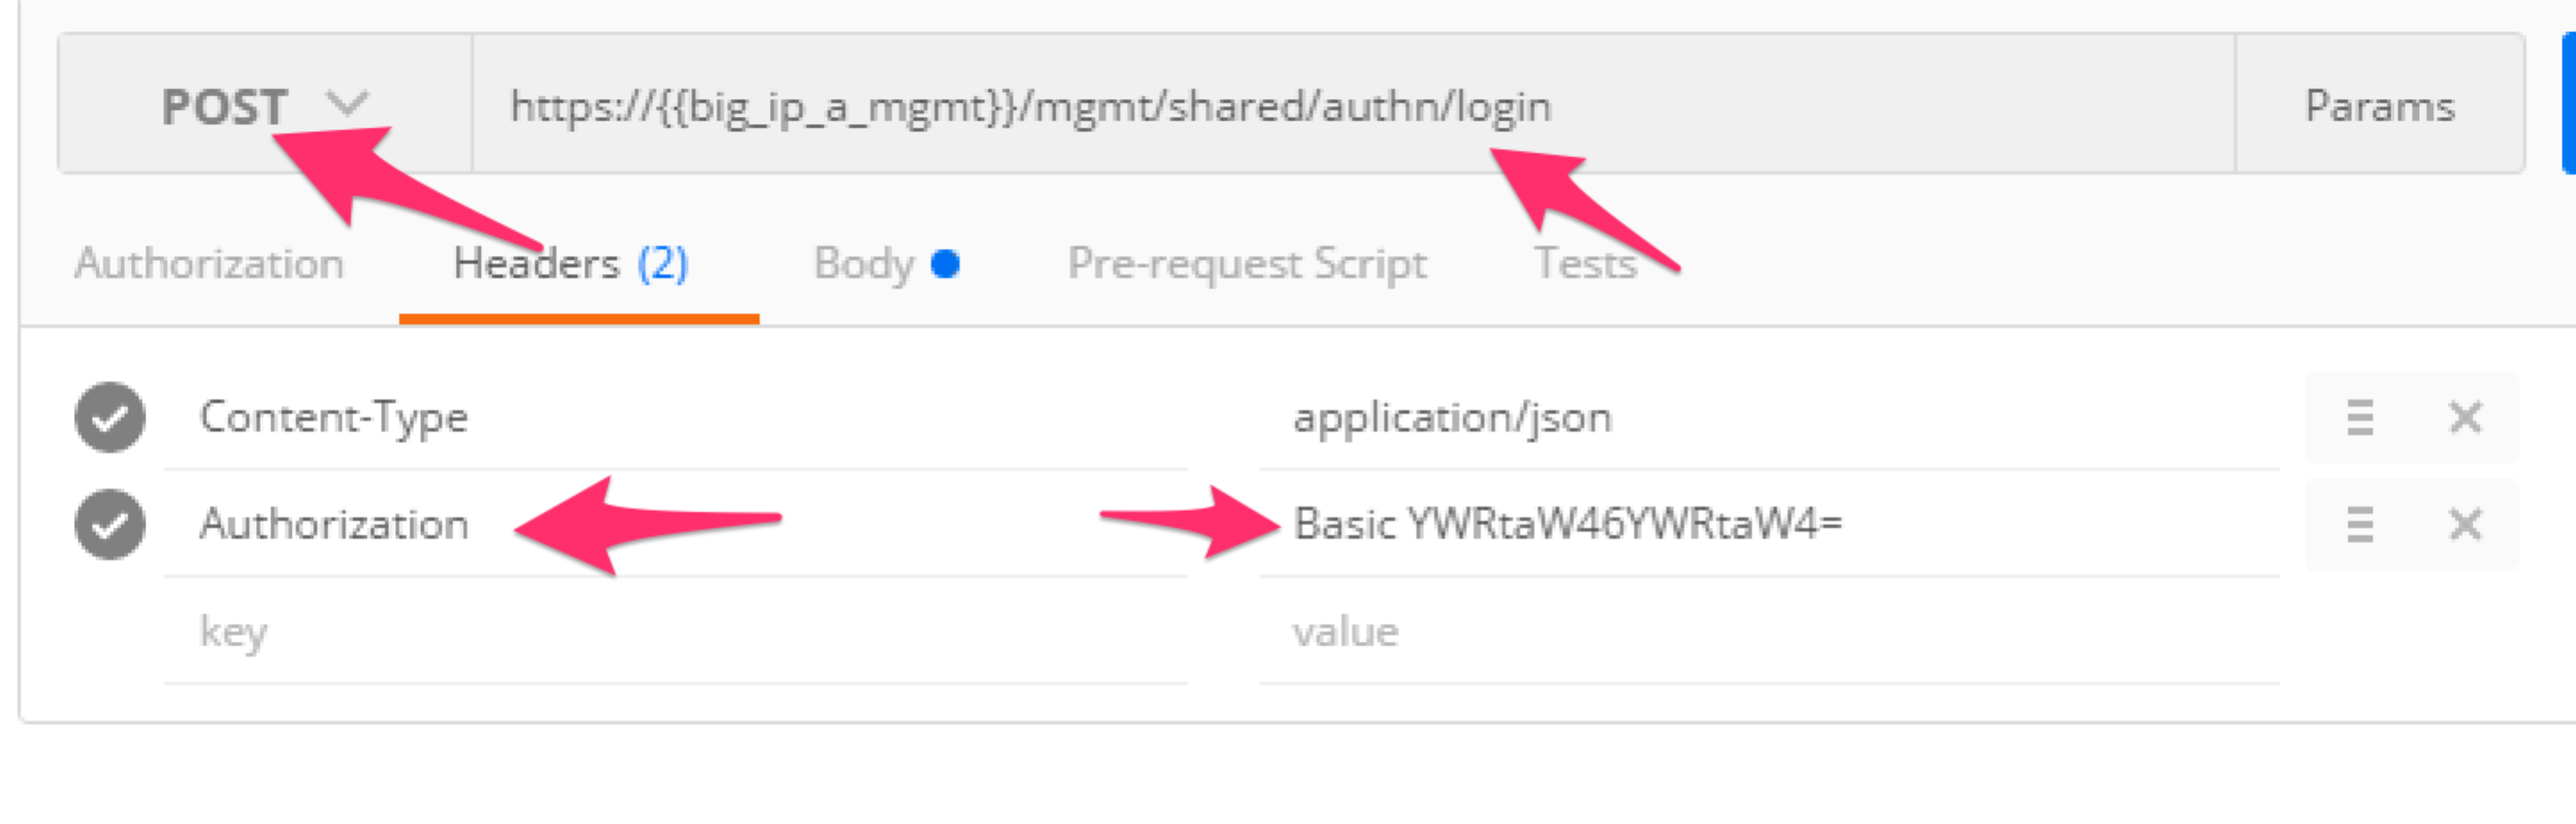 POST https://{{big_ip_a_mgmt}}/mgmt/shared/authn/login Params
Authorization Headers (2) Body Pre-request Script Tests
Content-Type application/json
Authorization Basic YWRtaW46YWRtaW4=
key value